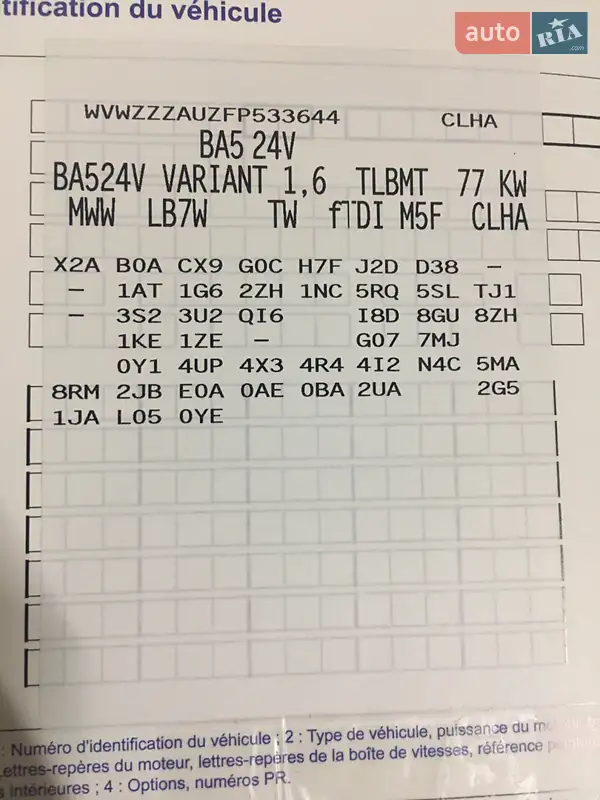 tification du véhicule
auto RIA .com
WVWZZZAUZFP533644 CLHA
BA5 24V
BA524V VARIANT 1,6 TLBMT 77 KW
MWW LB7W TW fTDI M5F CLHA
X2A B0A CX9 G0C H7F J2D D38 -
- 1AT 1G6 2ZH 1NC 5RQ 5SL TJ1
- 3S2 3U2 QI6 I8D 8GU 8ZH
1KE 1ZE - G07 7MJ
0Y1 4UP 4X3 4R4 4I2 N4C 5MA
8RM 2JB E0A 0AE 0BA 2UA 2G5
1JA L05 0YE
: Numéro d'identification du véhicule ; 2 : Type de véhicule, puissance du
ettres-repères du moteur, lettres-repères de la boîte de vitesses, référence
s intérieures ; 4 : Options, numéros PR.